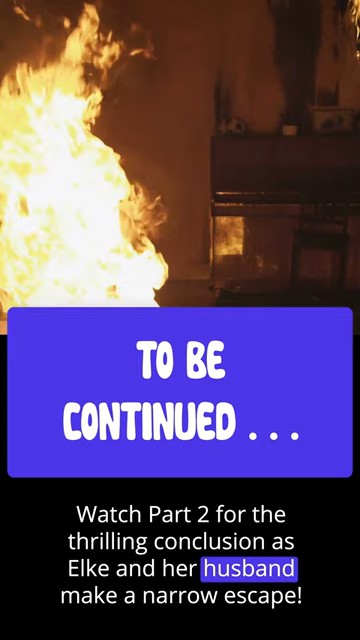 TO BE
CONTINUED . . .
Watch Part 2 for the
thrilling conclusion as
Elke and her husband
make a narrow escape!